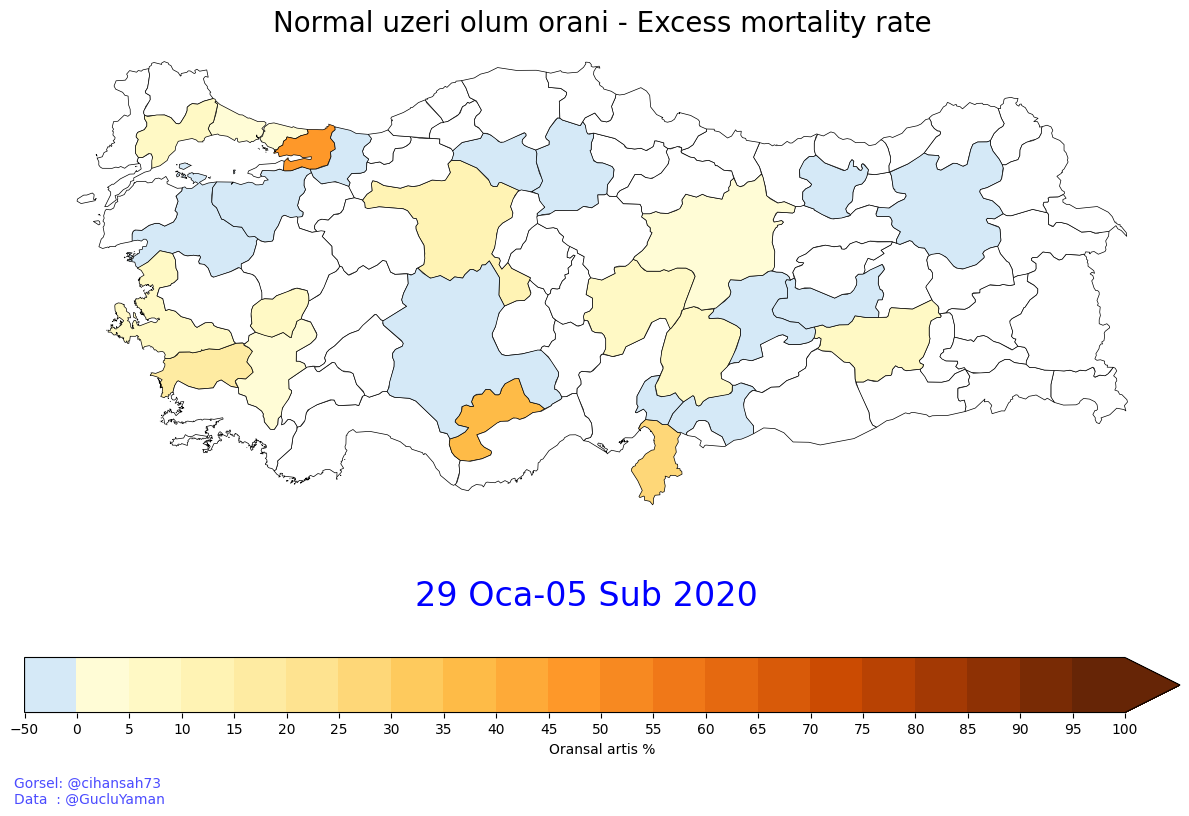 Normal uzeri olum orani - Excess mortality rate
29 Oca-05 Sub 2020
−50 0 5 10 15 20 25 30 35 40 45 50 55 60 65 70 75 80 85 90 95 100
Oransal artis %
Gorsel: @cihansah73
Data  : @GucluYaman